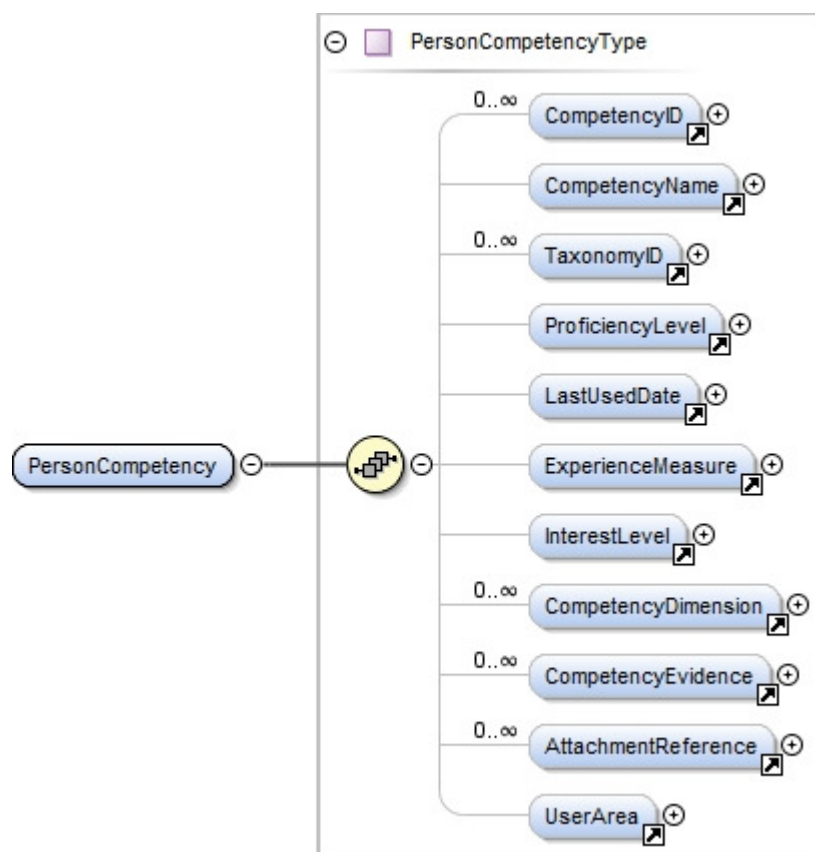 PersonCompetencyType
0..∞
CompetencyID
CompetencyName
0..∞
TaxonomyID
ProficiencyLevel
LastUsedDate
PersonCompetency
ExperienceMeasure
InterestLevel
0..∞
CompetencyDimension
0..∞
CompetencyEvidence
0..∞
AttachmentReference
UserArea